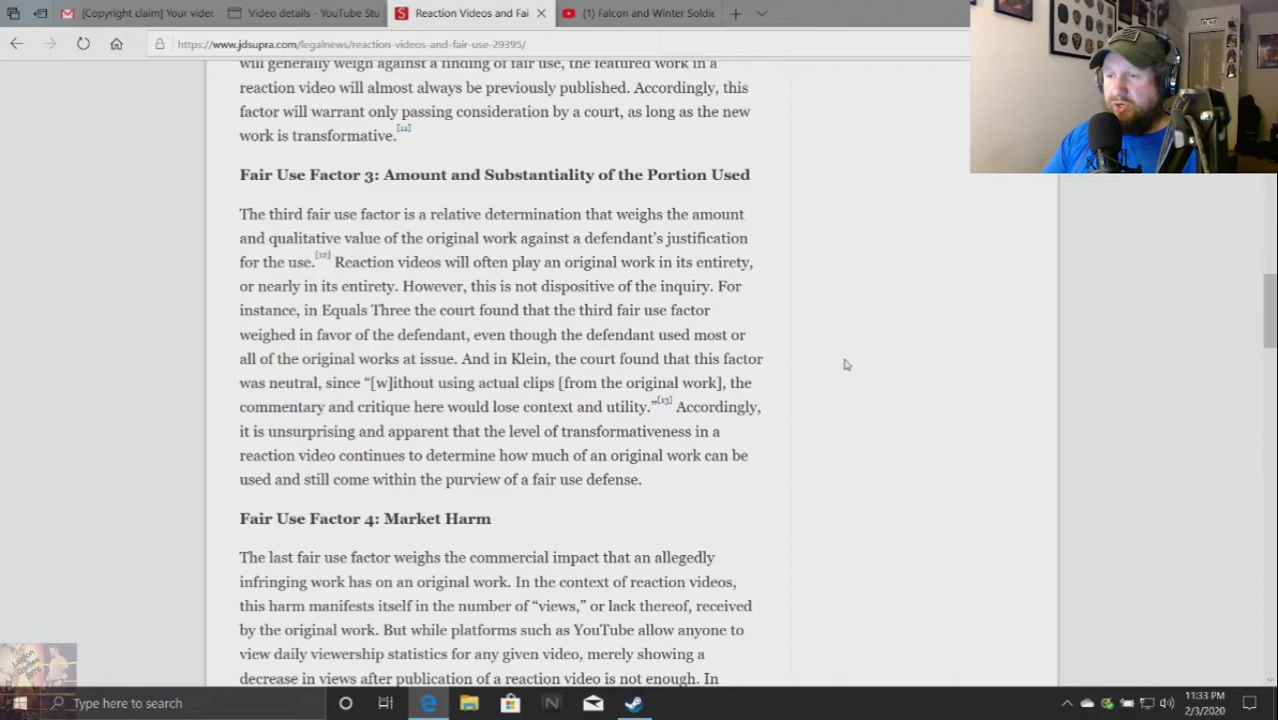 [Copyright claim] Your video
Video details - YouTube Stu
Reaction Videos and Fai
(1) Falcon and Winter Soldie
https://www.jdsupra.com/legalnews/reaction-videos-and-fair-use-29395/
will generally weigh against a finding of fair use, the featured work in a
reaction video will almost always be previously published. Accordingly, this
factor will warrant only passing consideration by a court, as long as the new
work is transformative.[11]
Fair Use Factor 3: Amount and Substantiality of the Portion Used
The third fair use factor is a relative determination that weighs the amount
and qualitative value of the original work against a defendant's justification
for the use.[12] Reaction videos will often play an original work in its entirety,
or nearly in its entirety. However, this is not dispositive of the inquiry. For
instance, in Equals Three the court found that the third fair use factor
weighed in favor of the defendant, even though the defendant used most or
all of the original works at issue. And in Klein, the court found that this factor
was neutral, since “[w]ithout using actual clips [from the original work], the
commentary and critique here would lose context and utility.”[13] Accordingly,
it is unsurprising and apparent that the level of transformativeness in a
reaction video continues to determine how much of an original work can be
used and still come within the purview of a fair use defense.
Fair Use Factor 4: Market Harm
The last fair use factor weighs the commercial impact that an allegedly
infringing work has on an original work. In the context of reaction videos,
this harm manifests itself in the number of “views,” or lack thereof, received
by the original work. But while platforms such as YouTube allow anyone to
view daily viewership statistics for any given video, merely showing a
decrease in views after publication of a reaction video is not enough. In
Legion
Games
2016
Type here to search
11:33 PM
2/3/2020